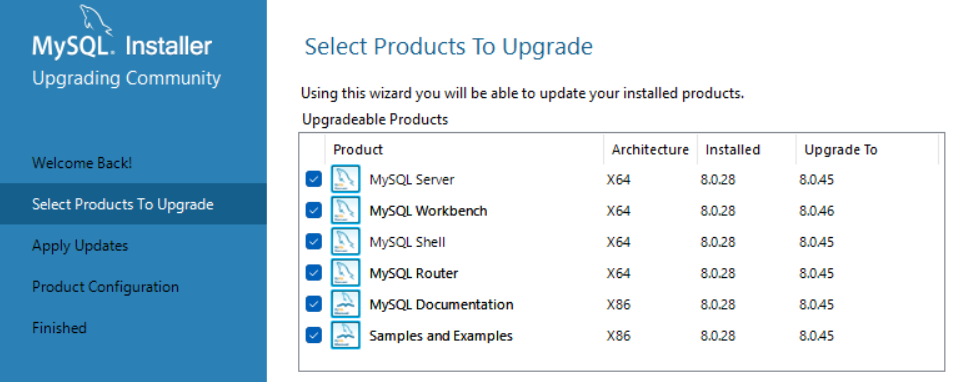 MySQL. Installer
Upgrading Community
Welcome Back!
Select Products To Upgrade
Apply Updates
Product Configuration
Finished
Select Products To Upgrade
Using this wizard you will be able to update your installed products.
Upgradeable Products
Product Architecture Installed Upgrade To
MySQL Server X64 8.0.28 8.0.45
MySQL Workbench X64 8.0.28 8.0.46
MySQL Shell X64 8.0.28 8.0.45
MySQL Router X64 8.0.28 8.0.45
MySQL Documentation X86 8.0.28 8.0.45
Samples and Examples X86 8.0.28 8.0.45